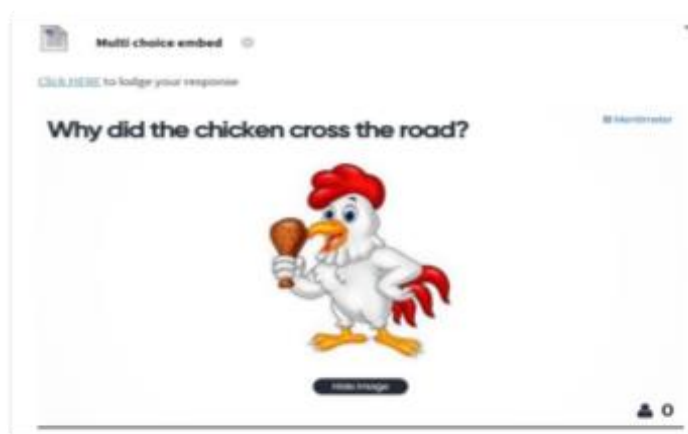 Multi choice embed
Click HERE to lodge your response
Why did the chicken cross the road?
Mentimeter
Hide image
0